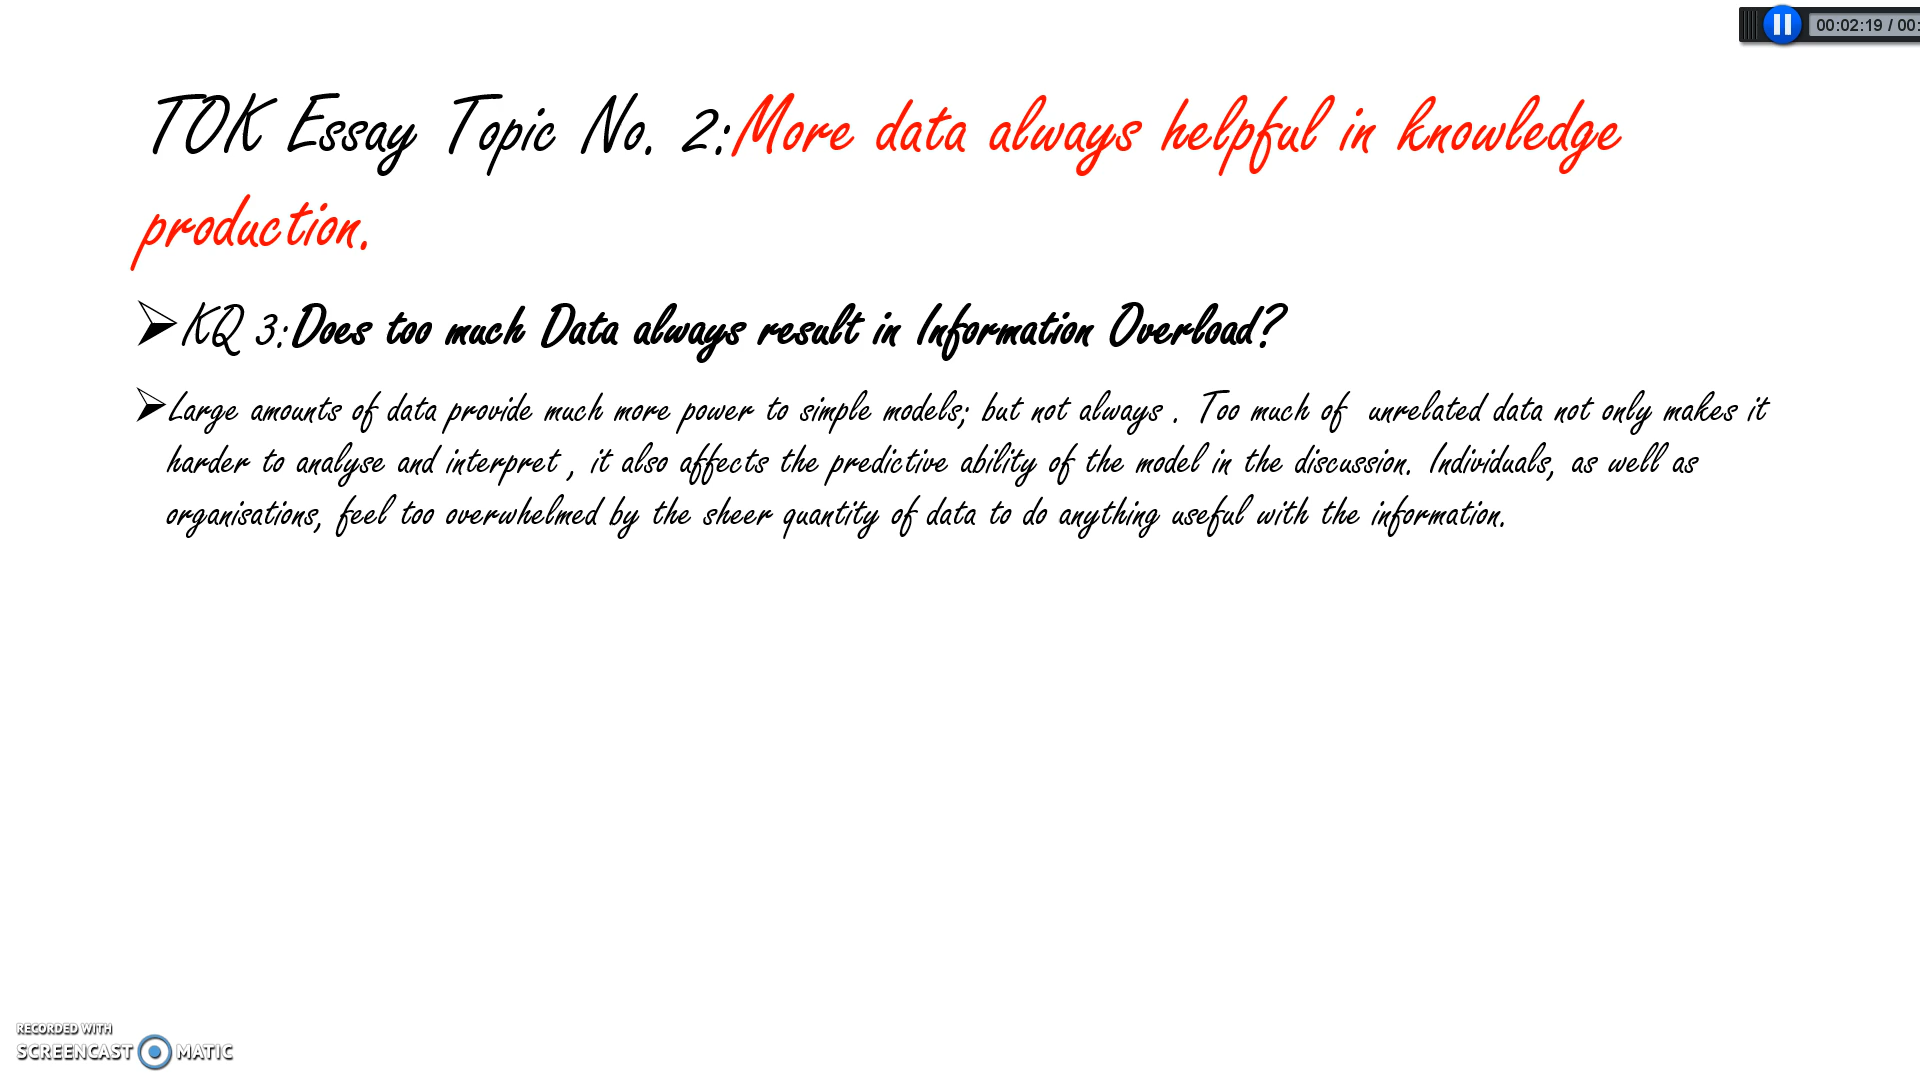 00:02:19 / 00:
TOK Essay Topic No. 2:More data always helpful in knowledge
production.
KQ 3:Does too much Data always result in Information Overload?
Large amounts of data provide much more power to simple models; but not always . Too much of unrelated data not only makes it
harder to analyse and interpret , it also affects the predictive ability of the model in the discussion. Individuals, as well as
organisations, feel too overwhelmed by the sheer quantity of data to do anything useful with the information.
RECORDED WITH
SCREENCAST MATIC